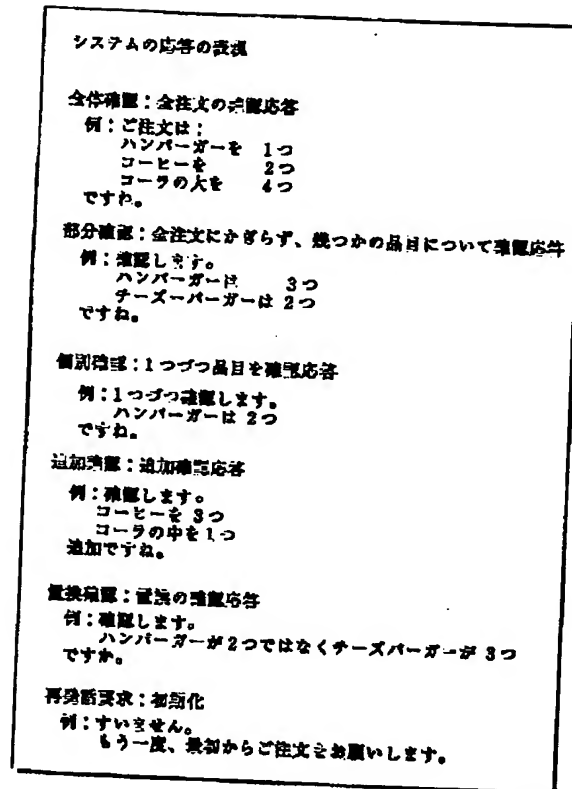 システムの応答の表現
全体確認：全注文の確認応答
例：ご注文は：
ハンバーガーを 1つ
コーヒーを 2つ
コーラの大を 4つ
ですね。
部分確認：全注文にかぎらず、幾つかの品目について確認応答
例：確認します。
ハンバーガーは 3つ
チーズーバーガーは 2つ
ですね。
個別確認：1つづつ品目を確認応答
例：1つづつ確認します。
ハンバーガーは 2つ
ですね。
追加確認：追加確認応答
例：確認します。
コーヒーを 3つ
コーラの中を 1つ
追加ですね。
置換確認：置換の確認応答
例：確認します。
ハンバーガーが2つではなくチーズバーガーが 3つ
ですか。
再発話要求：初期化
例：すいません。
もう一度、最初からご注文をお願いします。